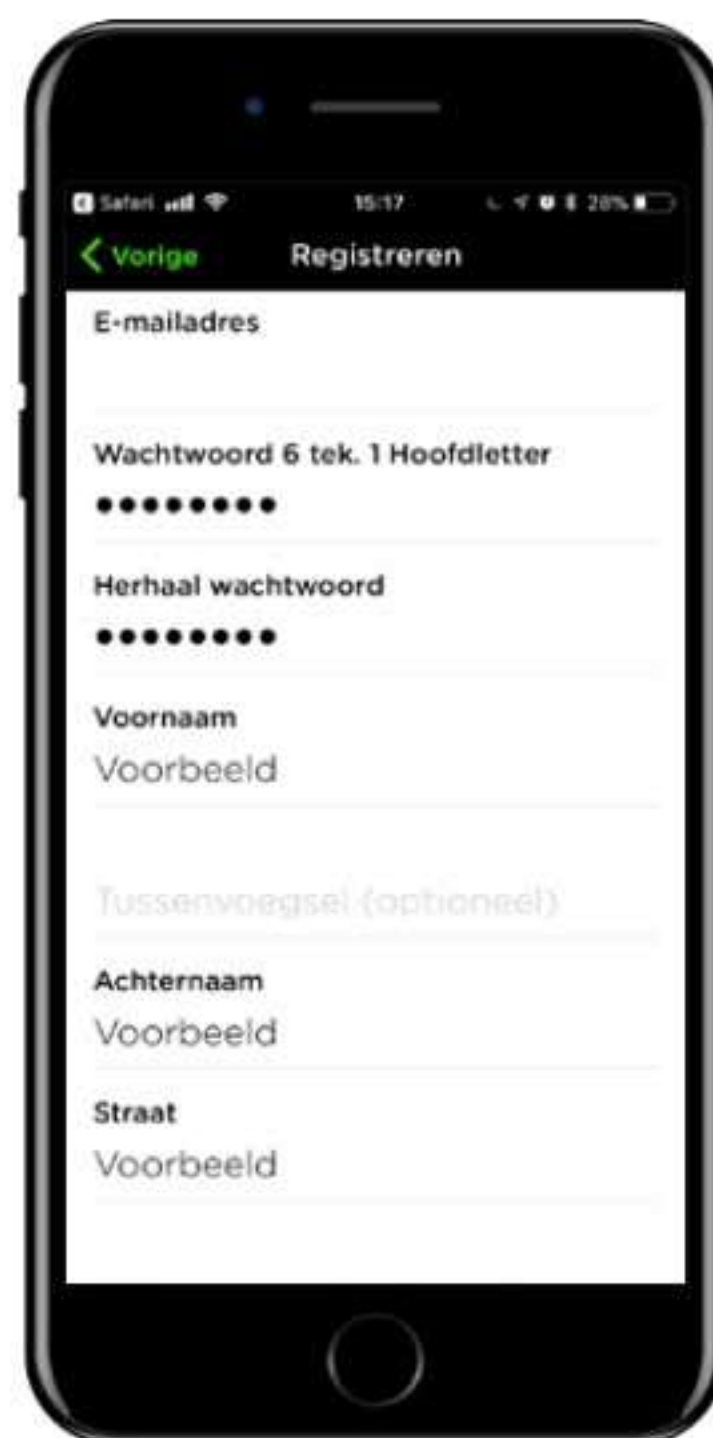 Safari 15:17 28%
Vorige Registreren
E-mailadres
Wachtwoord 6 tek. 1 Hoofdletter
••••••••
Herhaal wachtwoord
••••••••
Voornaam
Voorbeeld
Tussenvoegsel (optioneel)
Achternaam
Voorbeeld
Straat
Voorbeeld